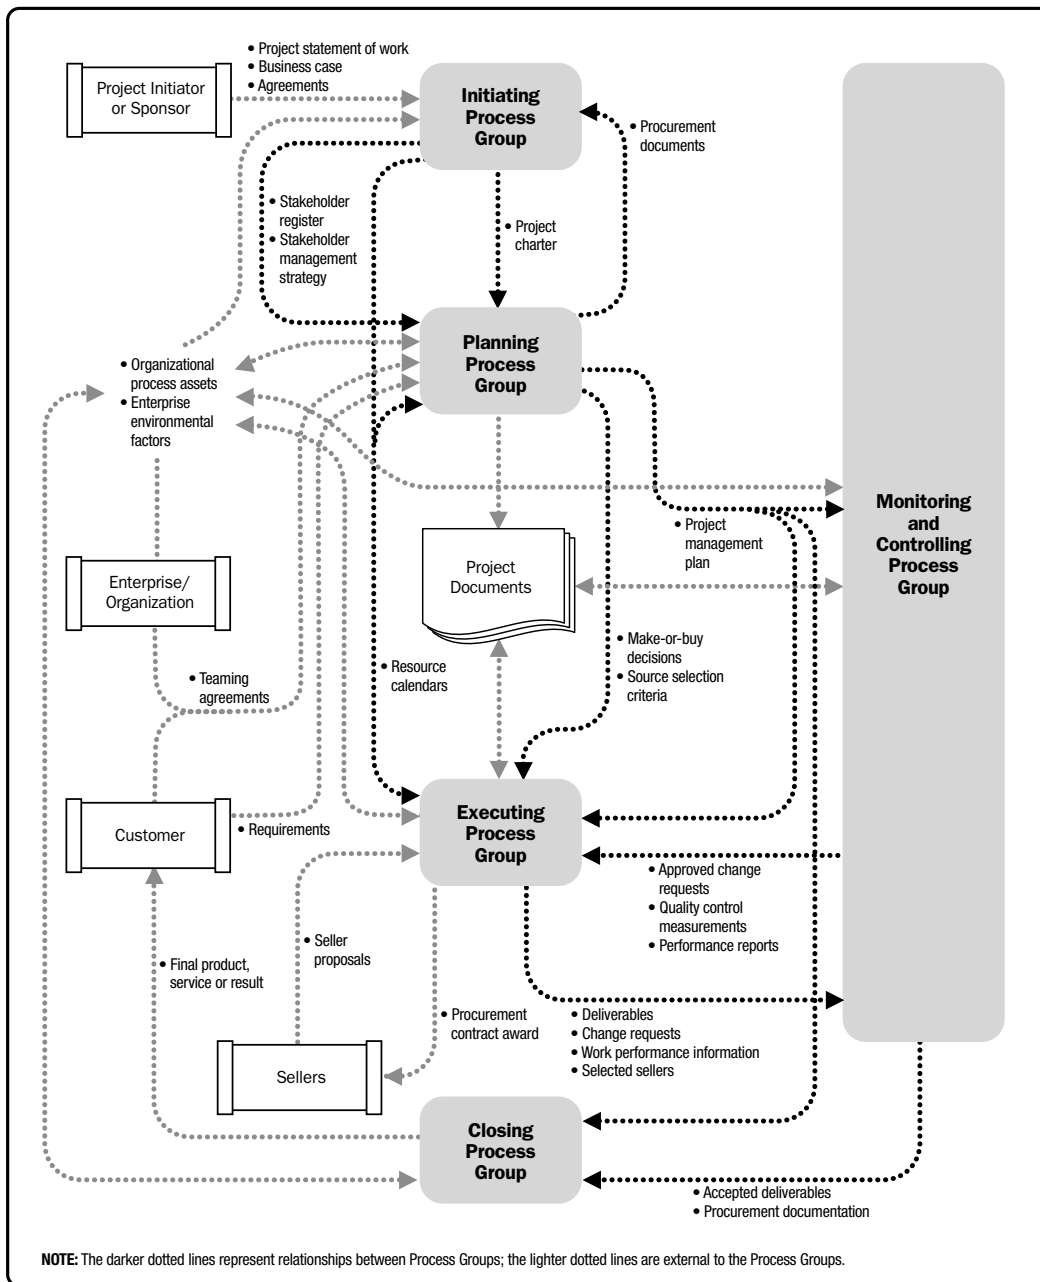 • Project statement of work
• Business case
• Agreements
Project Initiator
or Sponsor
Initiating
Process
Group
• Procurement
documents
• Stakeholder
register
• Stakeholder
management
strategy
• Project
charter
Planning
Process
Group
• Organizational
process assets
• Enterprise
environmental
factors
Monitoring
and
Controlling
Process
Group
• Project
management
plan
Project
Documents
Enterprise/
Organization
• Teaming
agreements
• Resource
calendars
• Make-or-buy
decisions
• Source selection
criteria
Executing
Process
Group
Customer
• Requirements
• Approved change
requests
• Quality control
measurements
• Performance reports
• Seller
proposals
• Final product,
service or result
• Procurement
contract award
• Deliverables
• Change requests
• Work performance information
• Selected sellers
Sellers
Closing
Process
Group
• Accepted deliverables
• Procurement documentation
NOTE: The darker dotted lines represent relationships between Process Groups; the lighter dotted lines are external to the Process Groups.